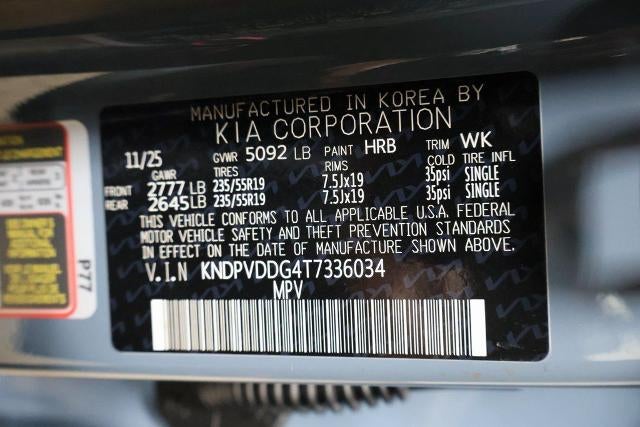 MANUFACTURED IN KOREA BY
KIA CORPORATION
11/25 GVWR 5092 LB PAINT HRB TRIM WK
GAWR RIMS COLD TIRE INFL
FRONT 2777 LB 235/55R19 7.5Jx19 35psi SINGLE
REAR 2645 LB 235/55R19 7.5Jx19 35psi SINGLE
THIS VEHICLE CONFORMS TO ALL APPLICABLE U.S.A. FEDERAL
MOTOR VEHICLE SAFETY AND THEFT PREVENTION STANDARDS
IN EFFECT ON THE DATE OF MANUFACTURE SHOWN ABOVE.
V.I.N KNDPVDDG4T7336034
MPV
P77